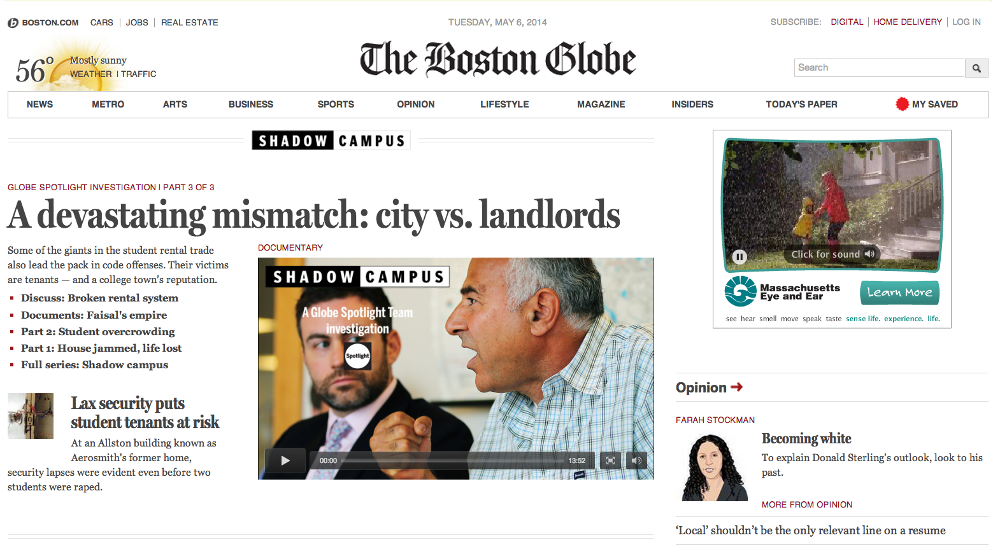 BOSTON.COM CARS JOBS REAL ESTATE
TUESDAY, MAY 6, 2014
SUBSCRIBE: DIGITAL HOME DELIVERY LOG IN
56° Mostly sunny
WEATHER | TRAFFIC
The Boston Globe
Search
NEWS METRO ARTS BUSINESS SPORTS OPINION LIFESTYLE MAGAZINE INSIDERS TODAY'S PAPER MY SAVED
SHADOW CAMPUS
GLOBE SPOTLIGHT INVESTIGATION | PART 3 OF 3
A devastating mismatch: city vs. landlords
Some of the giants in the student rental trade
also lead the pack in code offenses. Their victims
are tenants — and a college town’s reputation.
Discuss: Broken rental system
Documents: Faisal's empire
Part 2: Student overcrowding
Part 1: House jammed, life lost
Full series: Shadow campus
Lax security puts
student tenants at risk
At an Allston building known as
Aerosmith’s former home,
security lapses were evident even before two
students were raped.
DOCUMENTARY
SHADOW CAMPUS
A Globe Spotlight Team
investigation
Spotlight
00:00 13:52
Click for sound
Massachusetts
Eye and Ear
Learn More
see hear smell move speak taste sense life. experience. life.
Opinion
FARAH STOCKMAN
Becoming white
To explain Donald Sterling’s outlook, look to his
past.
MORE FROM OPINION
‘Local’ shouldn’t be the only relevant line on a resume